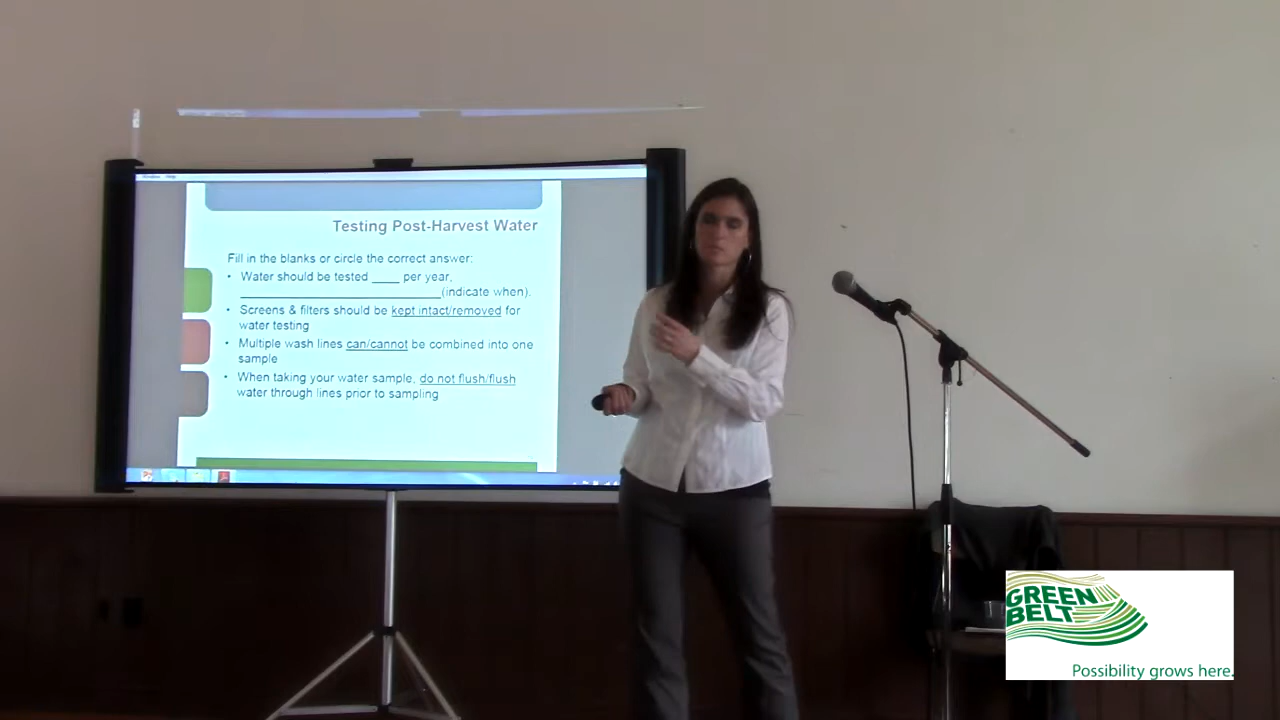 Window Help
Testing Post-Harvest Water
Fill in the blanks or circle the correct answer:
• Water should be tested ____ per year,
______________________________(indicate when).
• Screens & filters should be kept intact/removed for
water testing
• Multiple wash lines can/cannot be combined into one
sample
• When taking your water sample, do not flush/flush
water through lines prior to sampling
GREEN
BELT
Possibility grows here.